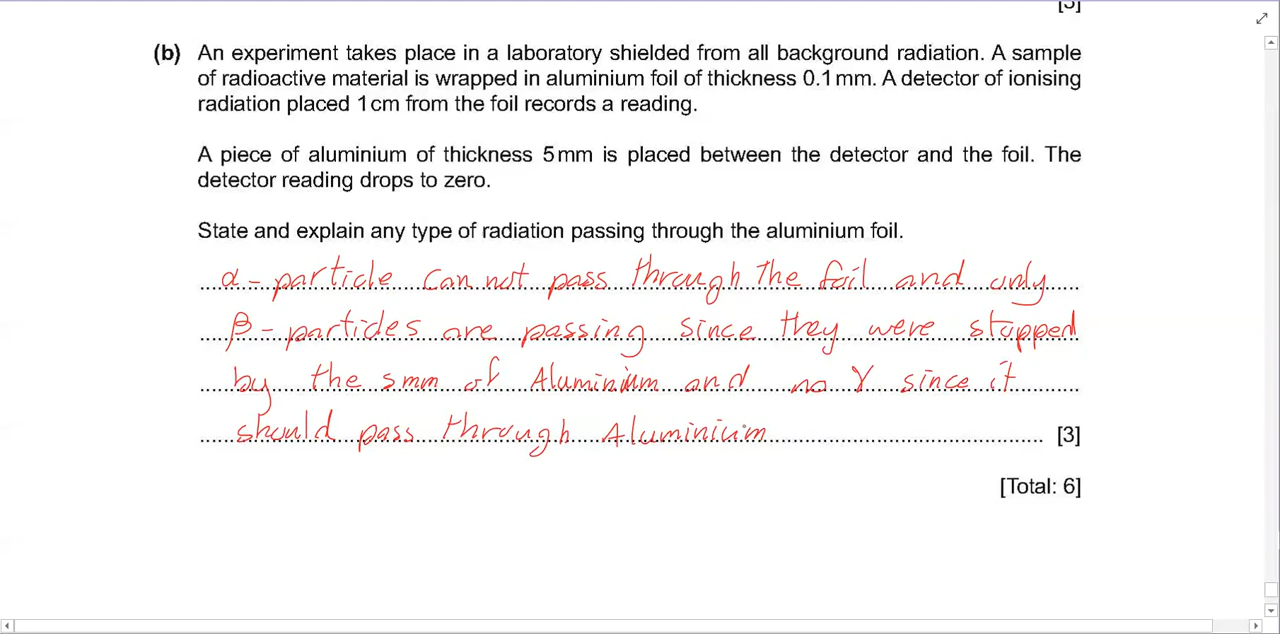 [3]
(b) An experiment takes place in a laboratory shielded from all background radiation. A sample
of radioactive material is wrapped in aluminium foil of thickness 0.1 mm. A detector of ionising
radiation placed 1 cm from the foil records a reading.
A piece of aluminium of thickness 5 mm is placed between the detector and the foil. The
detector reading drops to zero.
State and explain any type of radiation passing through the aluminium foil.
α-particle can not pass through the foil and only
β-particles are passing since they were stopped
by the 5mm of Aluminium and no γ since it
should pass through Aluminium [3]
[Total: 6]